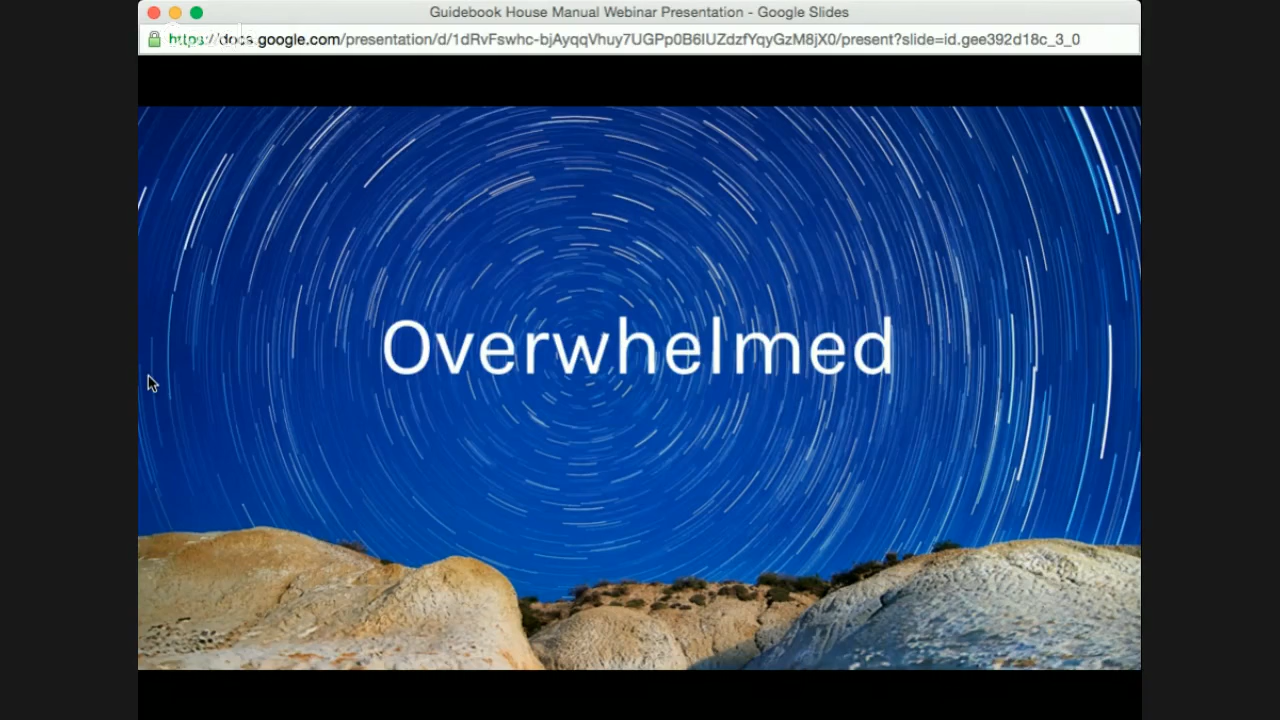 Guidebook House Manual Webinar Presentation - Google Slides
https://docs.google.com/presentation/d/1dRvFswhc-bjAyqqVhuy7UGPp0B6IUZdzfYqyGzM8jX0/present?slide=id.gee392d18c_3_0
Overwhelmed